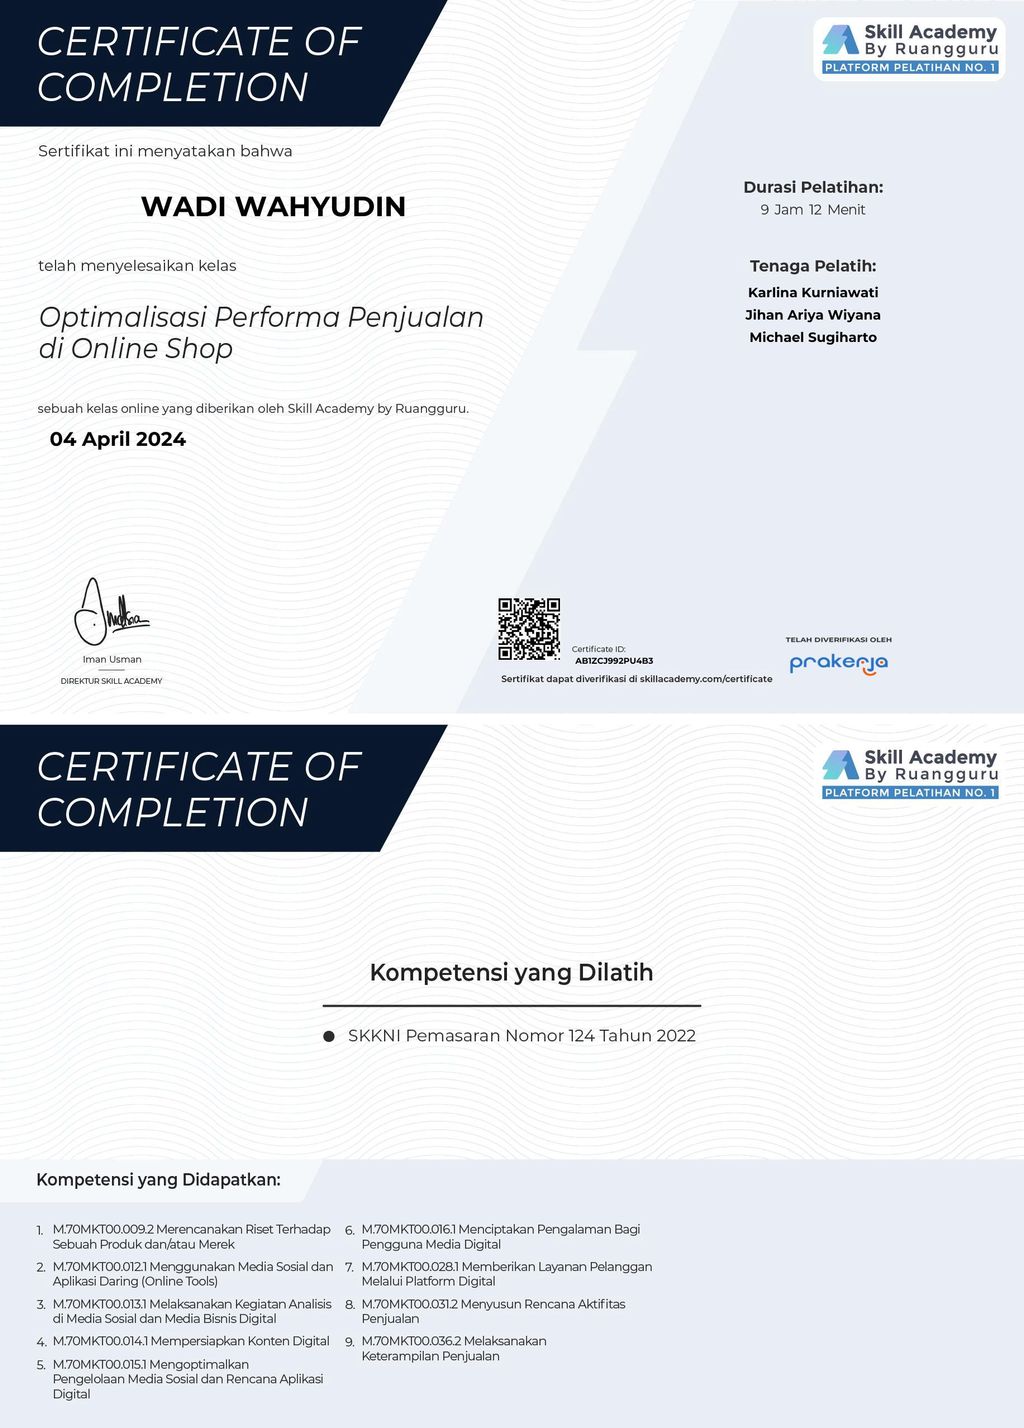 CERTIFICATE OF
COMPLETION
Skill Academy
By Ruangguru
PLATFORM PELATIHAN NO. 1
Sertifikat ini menyatakan bahwa
WADI WAHYUDIN
telah menyelesaikan kelas
Optimalisasi Performa Penjualan
di Online Shop
sebuah kelas online yang diberikan oleh Skill Academy by Ruangguru.
04 April 2024
Durasi Pelatihan:
9 Jam 12 Menit
Tenaga Pelatih:
Karlina Kurniawati
Jihan Ariya Wiyana
Michael Sugiharto
Iman Usman
DIREKTUR SKILL ACADEMY
Certificate ID:
AB1ZCJ992PU4B3
Sertifikat dapat diverifikasi di skillacademy.com/certificate
TELAH DIVERIFIKASI OLEH
prakerja
CERTIFICATE OF
COMPLETION
Skill Academy
By Ruangguru
PLATFORM PELATIHAN NO. 1
Kompetensi yang Dilatih
● SKKNI Pemasaran Nomor 124 Tahun 2022
Kompetensi yang Didapatkan:
1. M.70MKT00.009.2 Merencanakan Riset Terhadap
Sebuah Produk dan/atau Merek
2. M.70MKT00.012.1 Menggunakan Media Sosial dan
Aplikasi Daring (Online Tools)
3. M.70MKT00.013.1 Melaksanakan Kegiatan Analisis
di Media Sosial dan Media Bisnis Digital
4. M.70MKT00.014.1 Mempersiapkan Konten Digital
5. M.70MKT00.015.1 Mengoptimalkan
Pengelolaan Media Sosial dan Rencana Aplikasi
Digital
6. M.70MKT00.016.1 Menciptakan Pengalaman Bagi
Pengguna Media Digital
7. M.70MKT00.028.1 Memberikan Layanan Pelanggan
Melalui Platform Digital
8. M.70MKT00.031.2 Menyusun Rencana Aktifitas
Penjualan
9. M.70MKT00.036.2 Melaksanakan
Keterampilan Penjualan